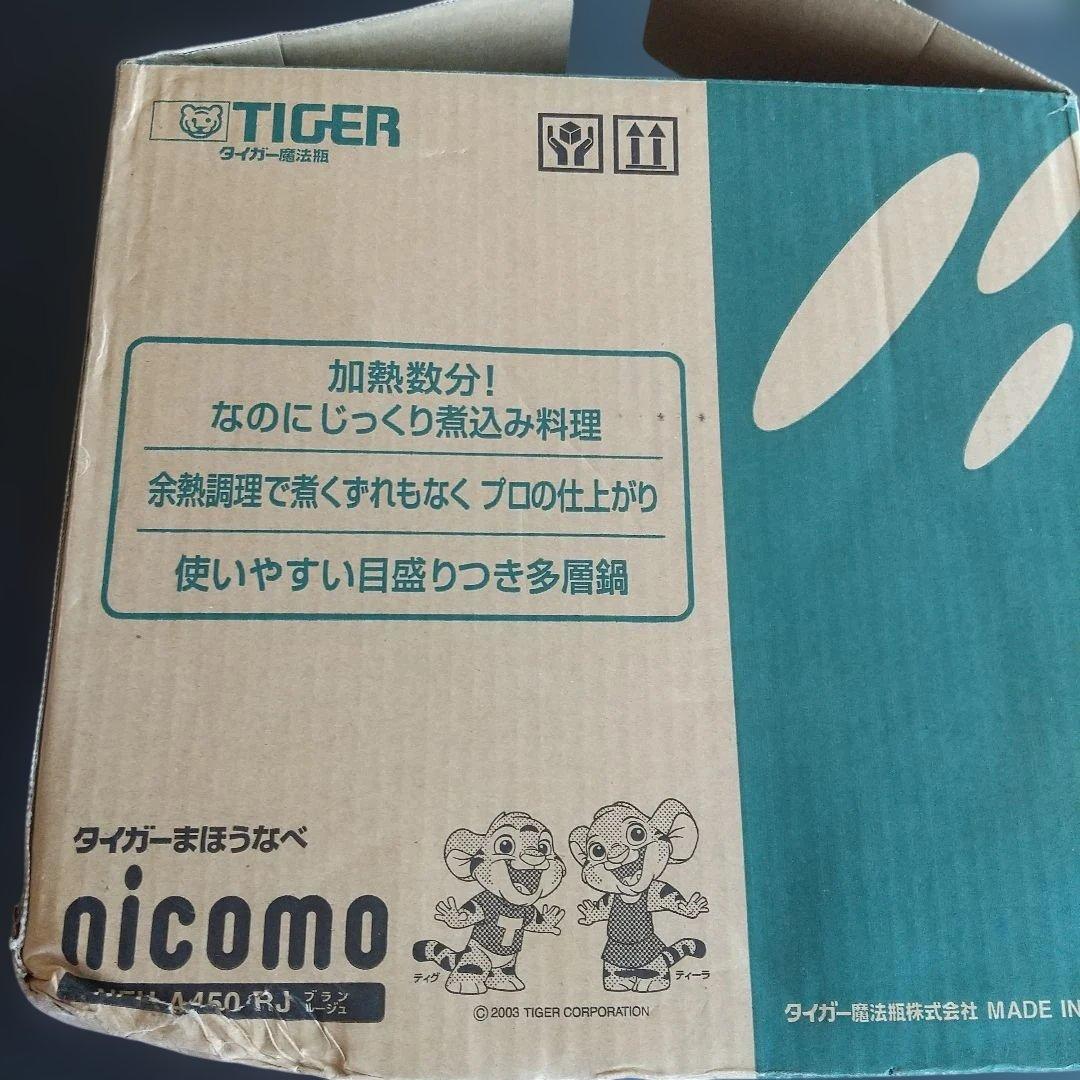 TIGER
タイガー魔法瓶
加熱数分!
なのにじっくり煮込み料理
余熱調理で煮くずれもなく プロの仕上がり
使いやすい目盛りつき多層鍋
タイガーまほうなべ
nicomo
A450 RJ ブラン
ルージュ
ティグ
ティーラ
T
© 2003 TIGER CORPORATION
タイガー魔法瓶株式会社 MADE IN